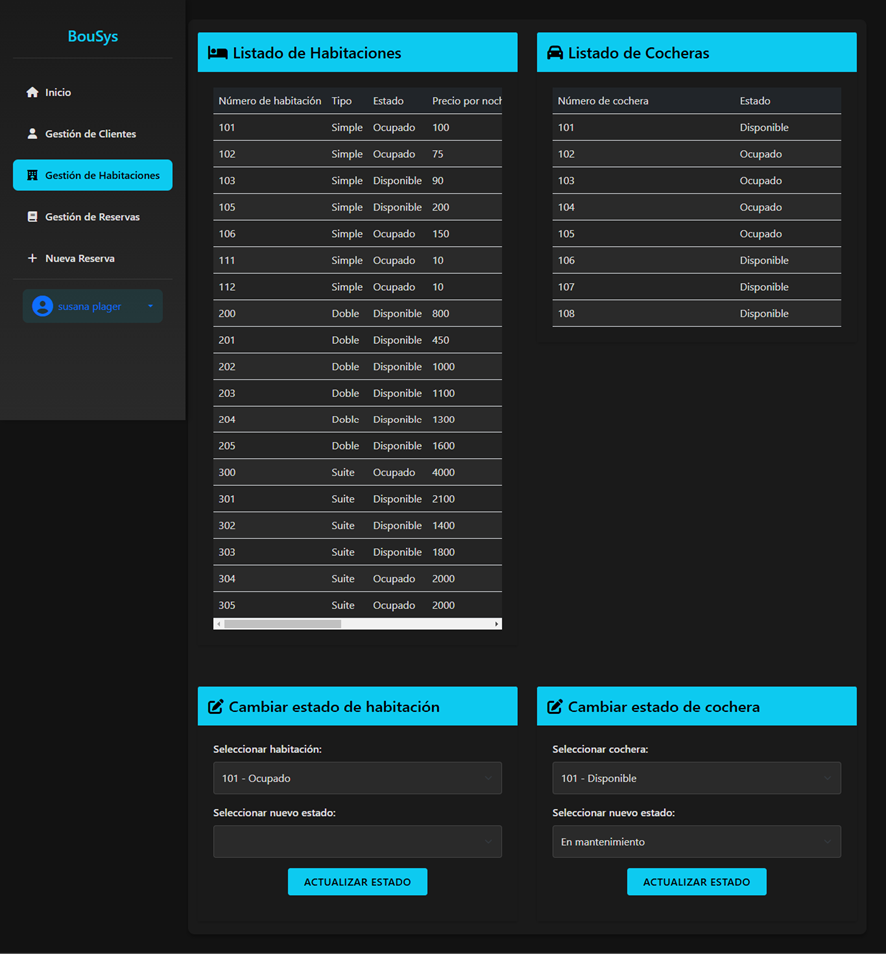 BouSys
Inicio
Gestión de Clientes
Gestión de Habitaciones
Gestión de Reservas
Nueva Reserva
susana plager
Listado de Habitaciones
Número de habitación Tipo Estado Precio por noch
101 Simple Ocupado 100
102 Simple Ocupado 75
103 Simple Disponible 90
105 Simple Disponible 200
106 Simple Ocupado 150
111 Simple Ocupado 10
112 Simple Ocupado 10
200 Doble Disponible 800
201 Doble Disponible 450
202 Doble Disponible 1000
203 Doble Disponible 1100
204 Doble Disponible 1300
205 Doble Disponible 1600
300 Suite Ocupado 4000
301 Suite Disponible 2100
302 Suite Disponible 1400
303 Suite Disponible 1800
304 Suite Ocupado 2000
305 Suite Ocupado 2000
Listado de Cocheras
Número de cochera Estado
101 Disponible
102 Ocupado
103 Ocupado
104 Ocupado
105 Ocupado
106 Disponible
107 Disponible
108 Disponible
Cambiar estado de habitación
Seleccionar habitación:
101 - Ocupado
Seleccionar nuevo estado:
ACTUALIZAR ESTADO
Cambiar estado de cochera
Seleccionar cochera:
101 - Disponible
Seleccionar nuevo estado:
En mantenimiento
ACTUALIZAR ESTADO